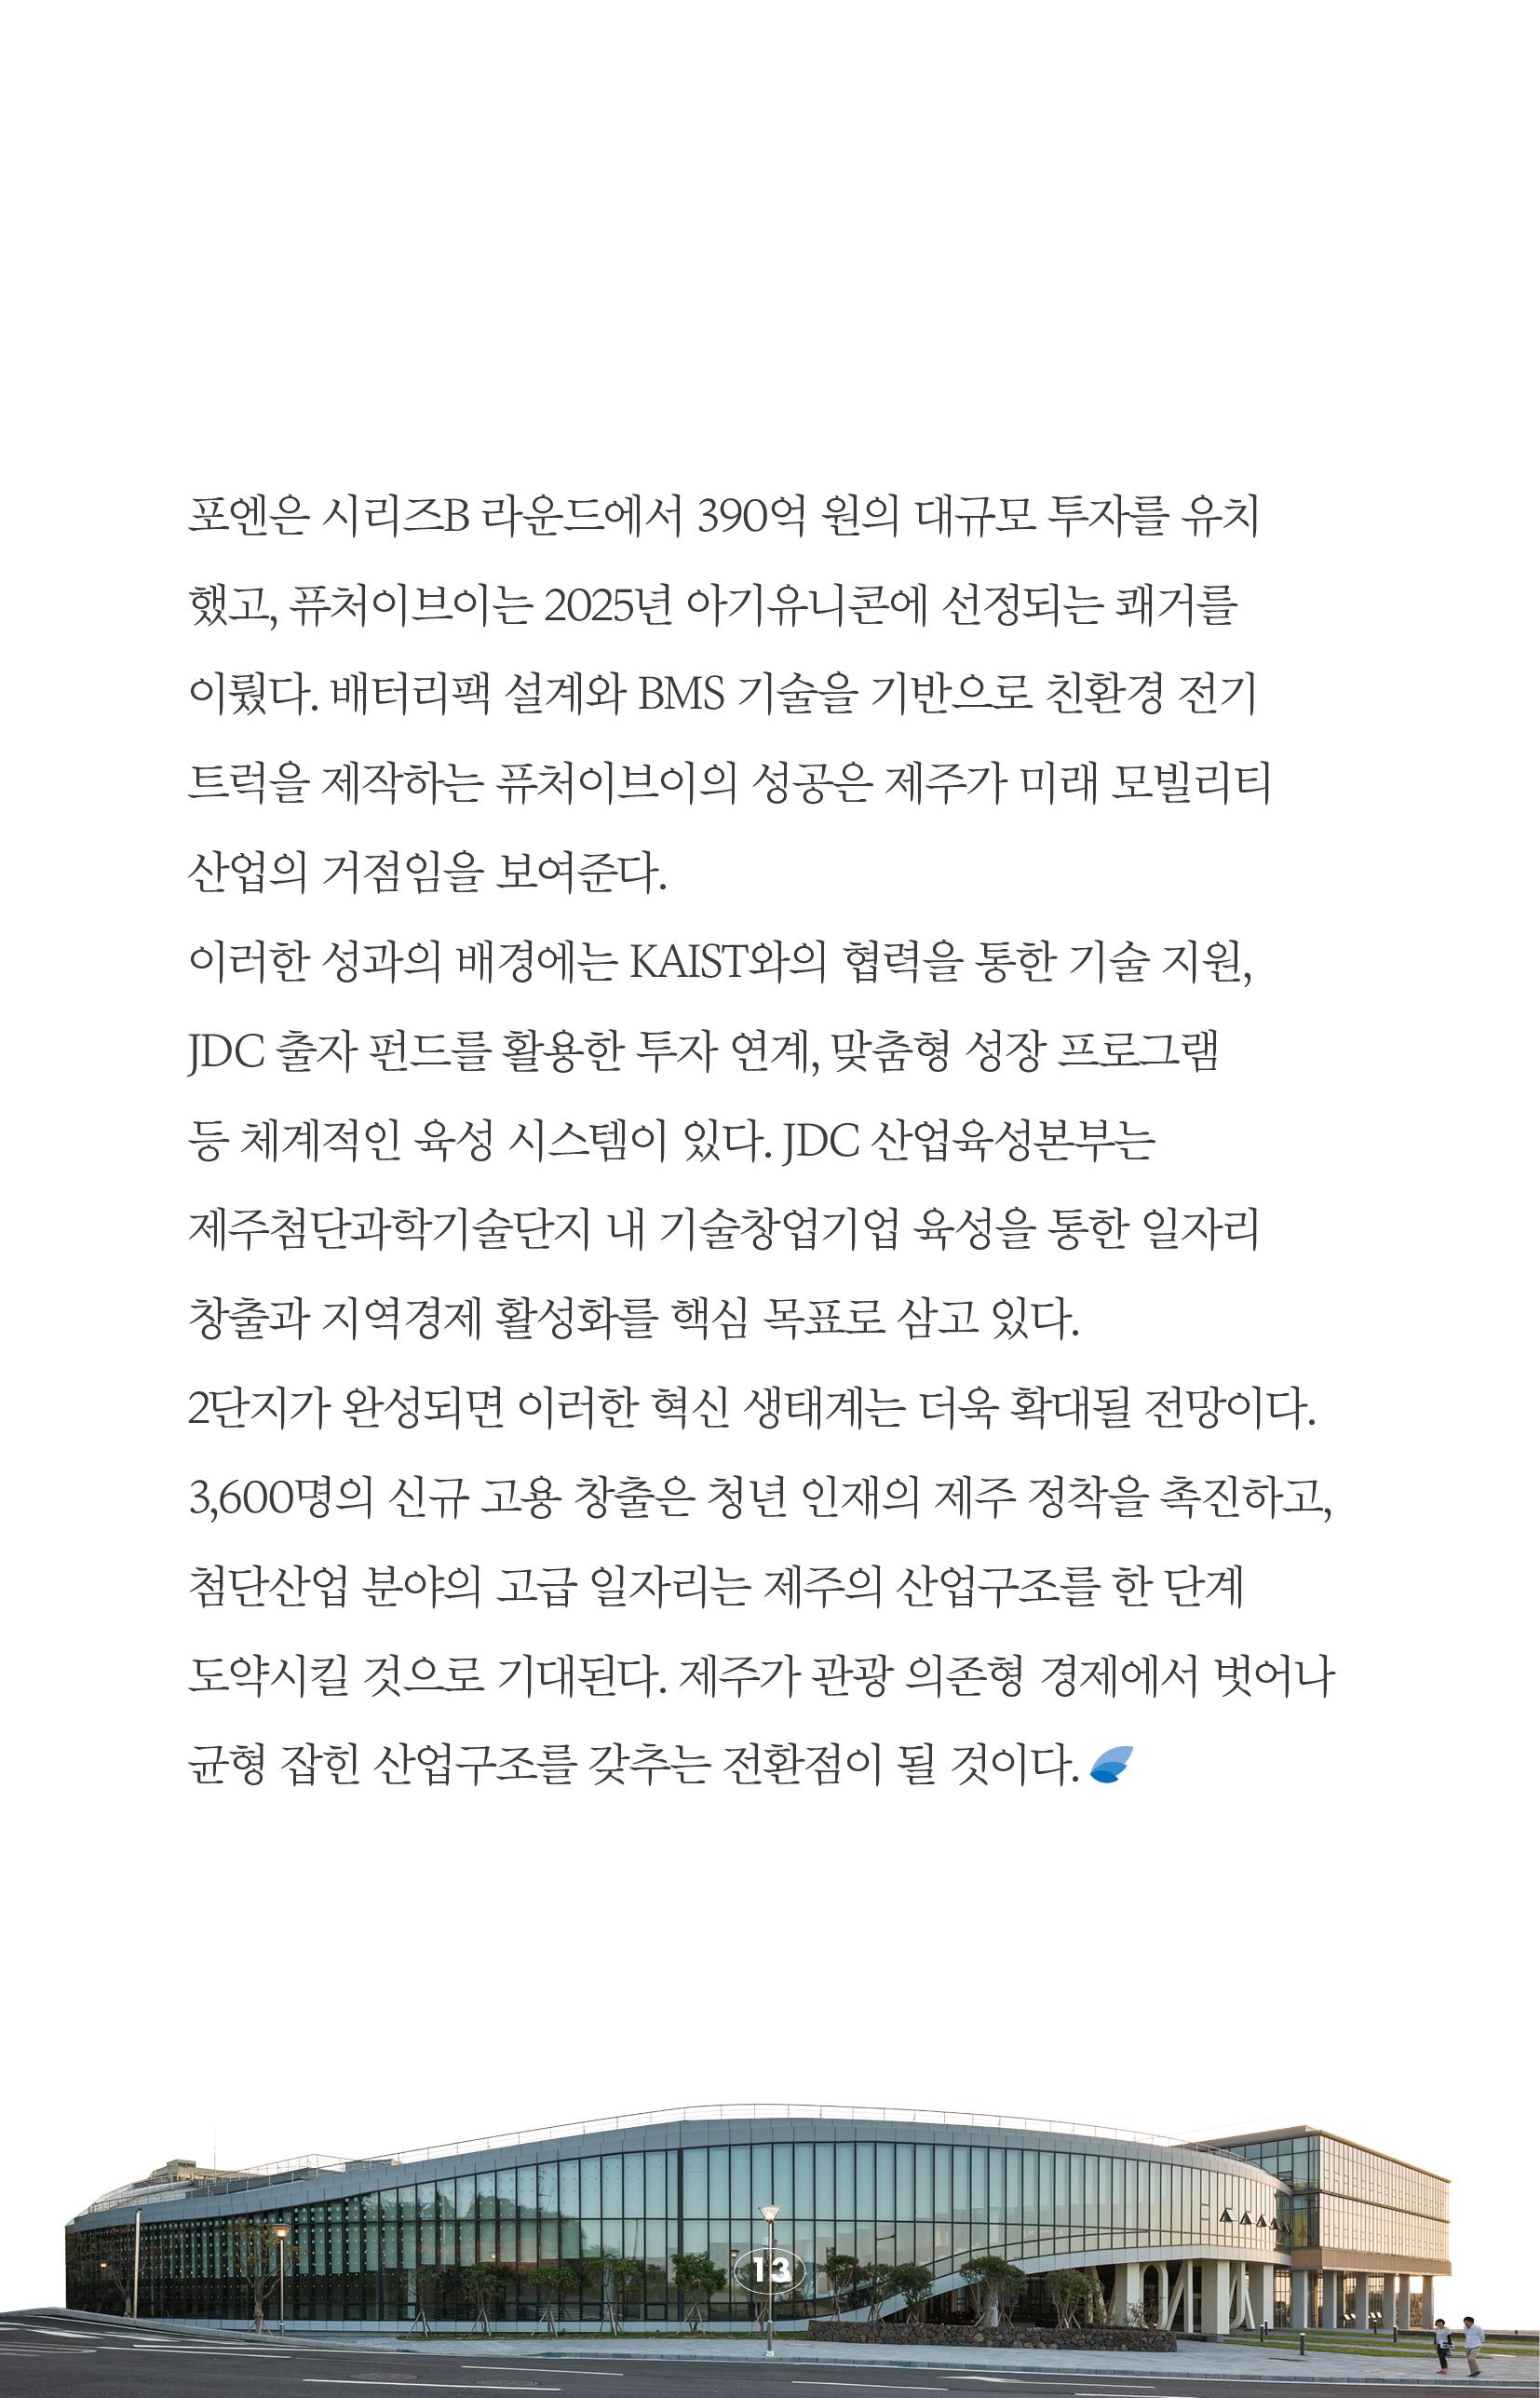 포엔은 시리즈B 라운드에서 390억 원의 대규모 투자를 유치
했고, 퓨처이브이는 2025년 아기유니콘에 선정되는 쾌거를
이뤘다. 배터리팩 설계와 BMS 기술을 기반으로 친환경 전기
트럭을 제작하는 퓨처이브이의 성공은 제주가 미래 모빌리티
산업의 거점임을 보여준다.
이러한 성과의 배경에는 KAIST와의 협력을 통한 기술 지원,
JDC 출자 펀드를 활용한 투자 연계, 맞춤형 성장 프로그램
등 체계적인 육성 시스템이 있다. JDC 산업육성본부는
제주첨단과학기술단지 내 기술창업기업 육성을 통한 일자리
창출과 지역경제 활성화를 핵심 목표로 삼고 있다.
2단지가 완성되면 이러한 혁신 생태계는 더욱 확대될 전망이다.
3,600명의 신규 고용 창출은 청년 인재의 제주 정착을 촉진하고,
첨단산업 분야의 고급 일자리는 제주의 산업구조를 한 단계
도약시킬 것으로 기대된다. 제주가 관광 의존형 경제에서 벗어나
균형 잡힌 산업구조를 갖추는 전환점이 될 것이다.
13